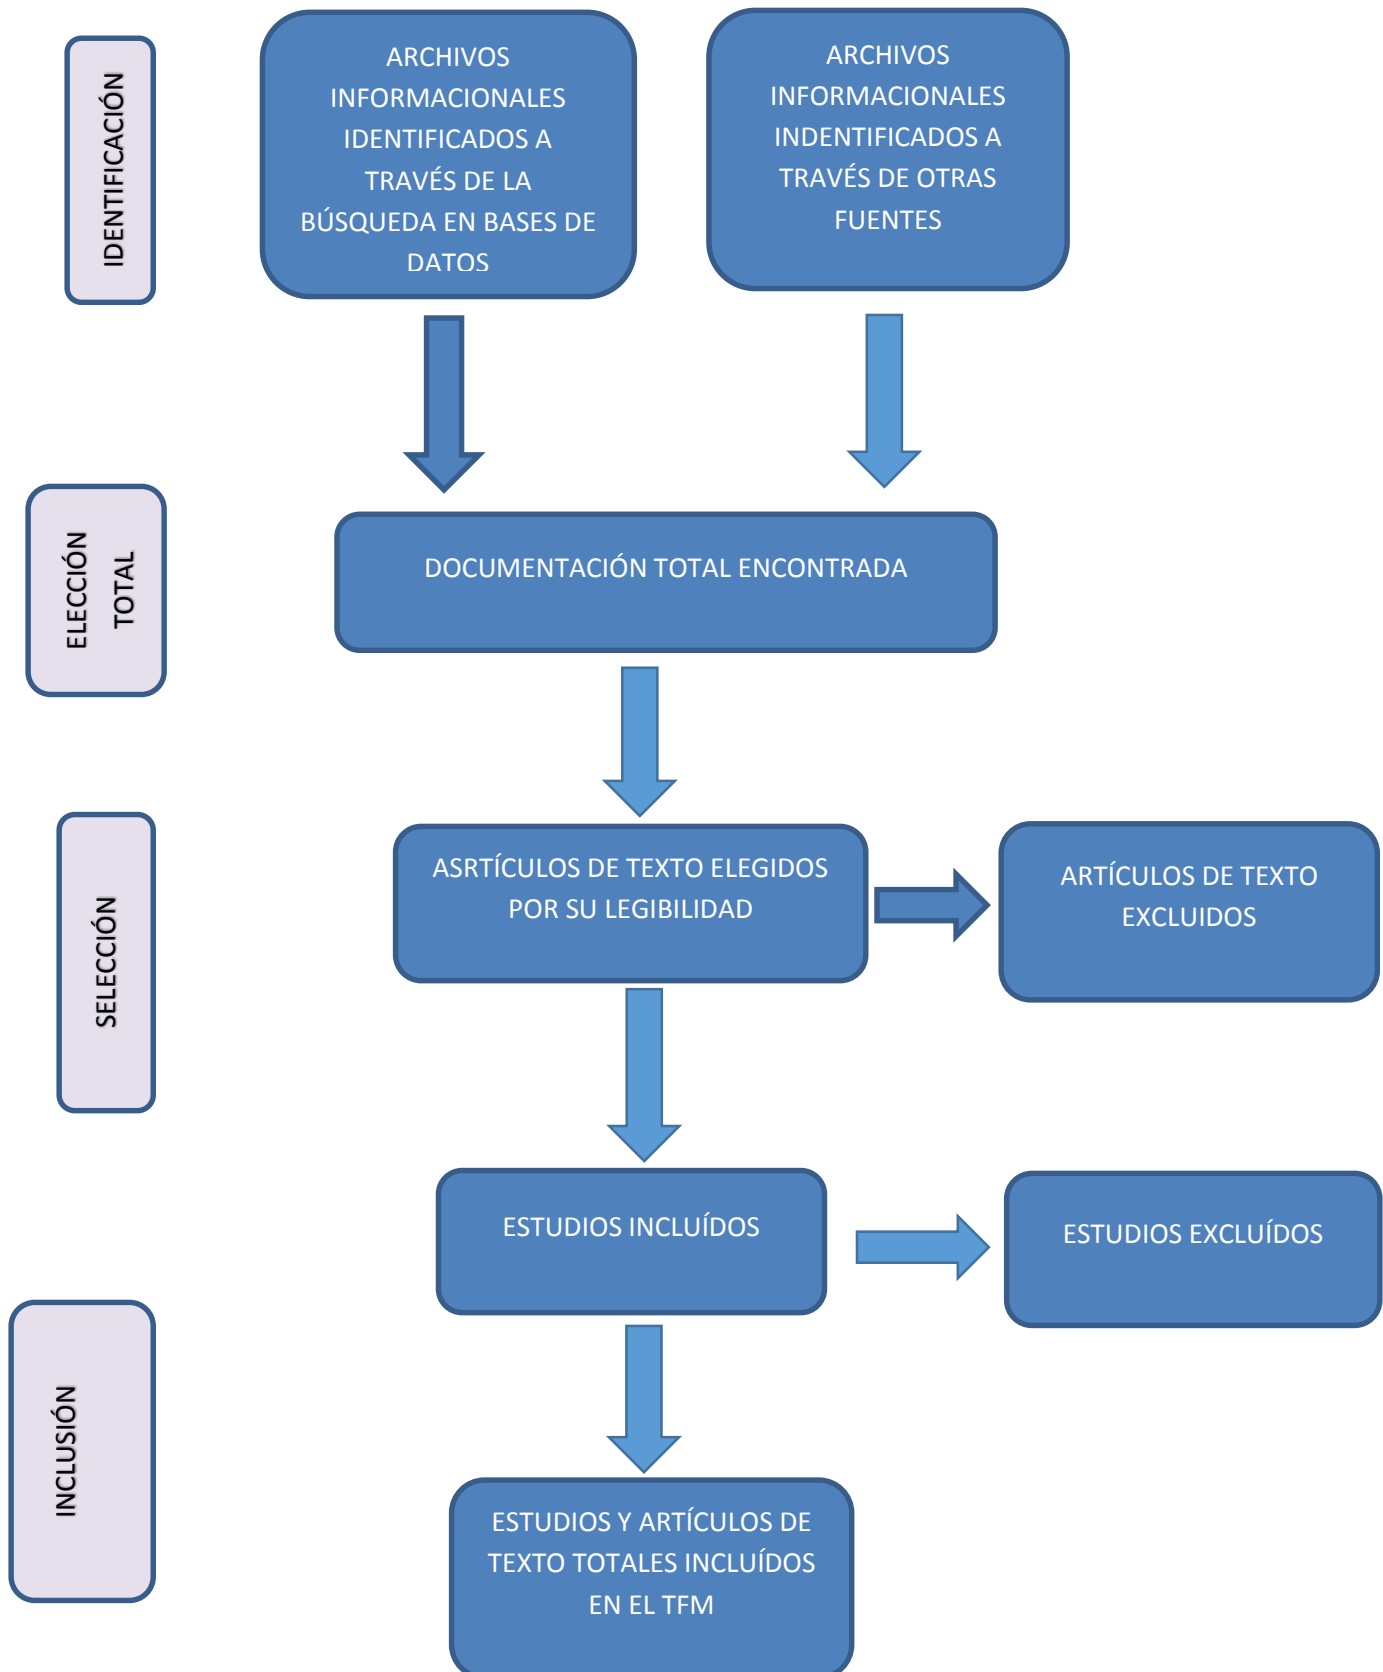 IDENTIFICACIÓN
ARCHIVOS
INFORMACIONALES
IDENTIFICADOS A
TRAVÉS DE LA
BÚSQUEDA EN BASES DE
DATOS
ARCHIVOS
INFORMACIONALES
INDENTIFICADOS A
TRAVÉS DE OTRAS
FUENTES
ELECCIÓN
TOTAL
DOCUMENTACIÓN TOTAL ENCONTRADA
SELECCIÓN
ASRTÍCULOS DE TEXTO ELEGIDOS
POR SU LEGIBILIDAD
ARTÍCULOS DE TEXTO
EXCLUIDOS
ESTUDIOS INCLUÍDOS
ESTUDIOS EXCLUÍDOS
INCLUSIÓN
ESTUDIOS Y ARTÍCULOS DE
TEXTO TOTALES INCLUÍDOS
EN EL TFM